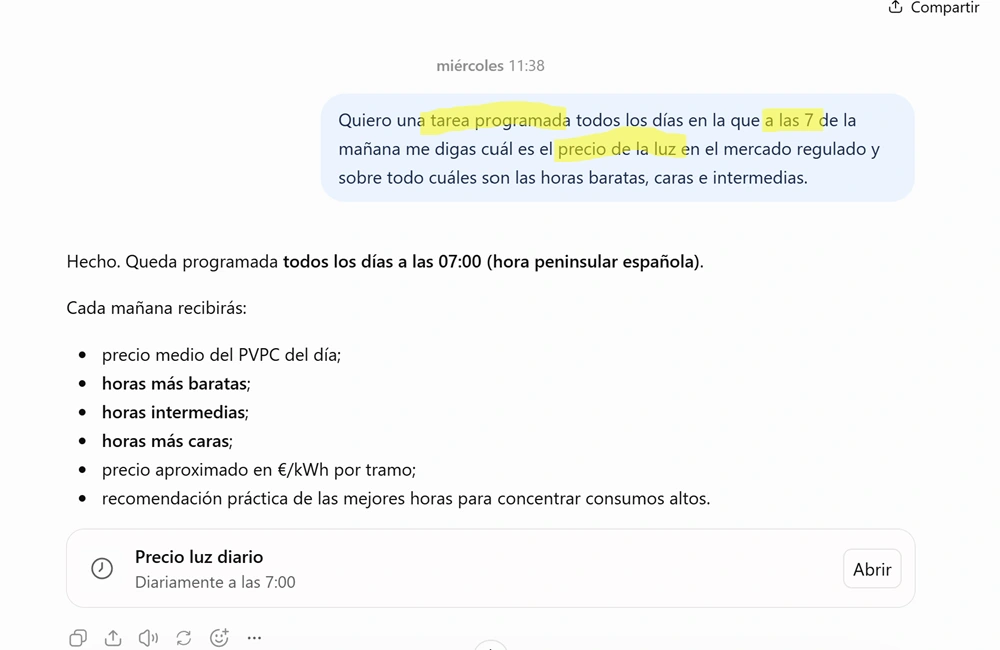 Compartir
miércoles 11:38
Quiero una tarea programada todos los días en la que a las 7 de la
mañana me digas cuál es el precio de la luz en el mercado regulado y
sobre todo cuáles son las horas baratas, caras e intermedias.
Hecho. Queda programada todos los días a las 07:00 (hora peninsular española).
Cada mañana recibirás:
precio medio del PVPC del día;
horas más baratas;
horas intermedias;
horas más caras;
precio aproximado en €/kWh por tramo;
recomendación práctica de las mejores horas para concentrar consumos altos.
Precio luz diario
Diariamente a las 7:00
Abrir